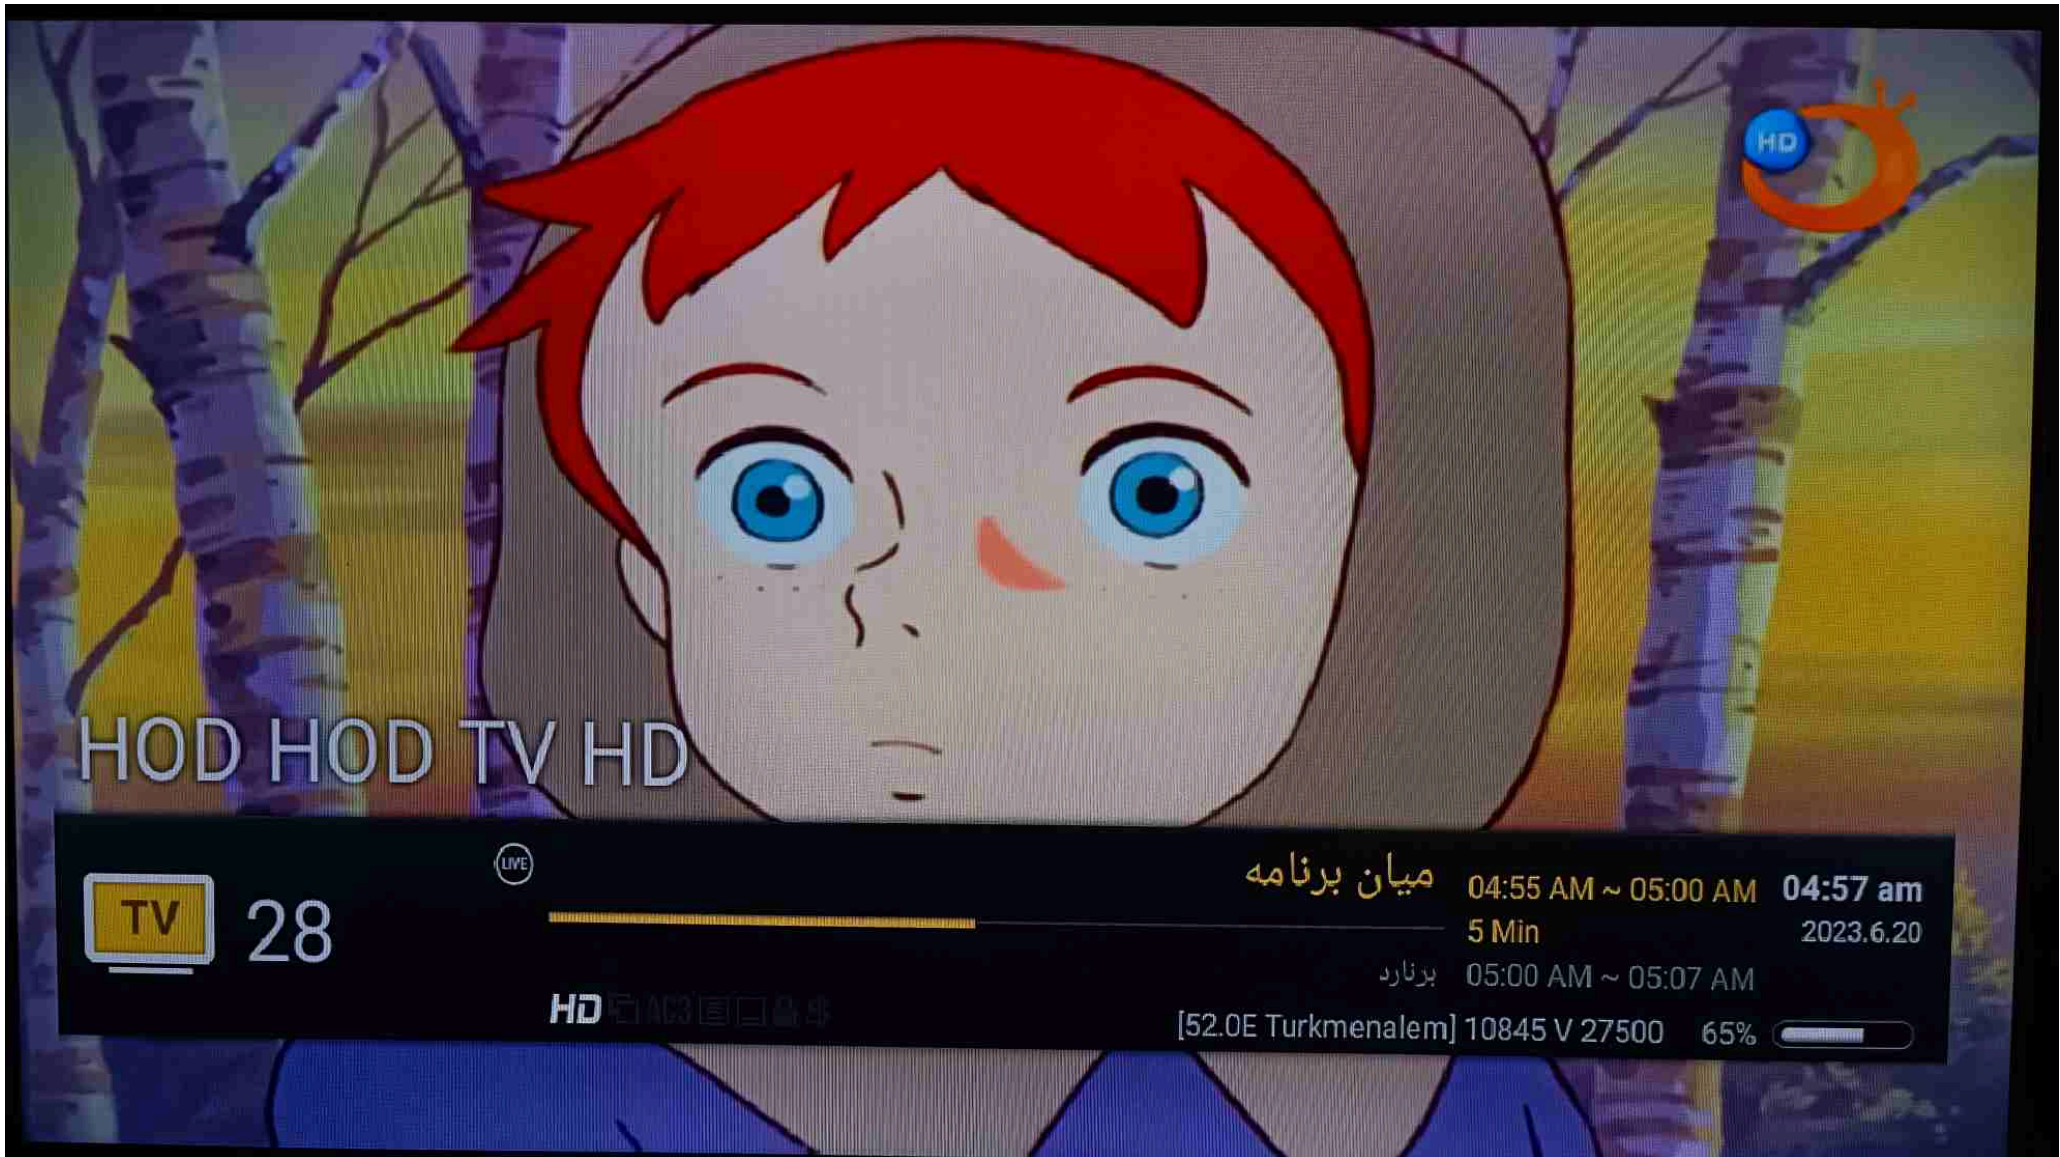 HD
HOD HOD TV HD
TV 28
LIVE
میان برنامه 04:55 AM ~ 05:00 AM 04:57 am
5 Min 2023.6.20
برنارد 05:00 AM ~ 05:07 AM
HD AC3
[52.0E Turkmenalem] 10845 V 27500 65%